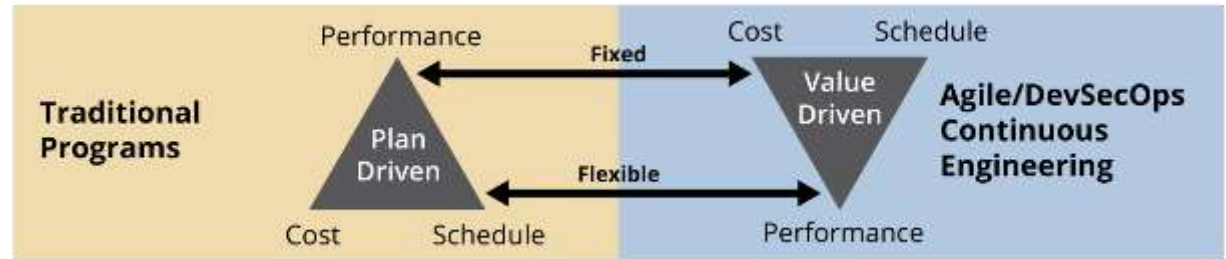 Performance
Fixed
Cost Schedule
Traditional
Programs
Plan
Driven
Value
Driven
Agile/DevSecOps
Continuous
Engineering
Flexible
Cost Schedule
Performance